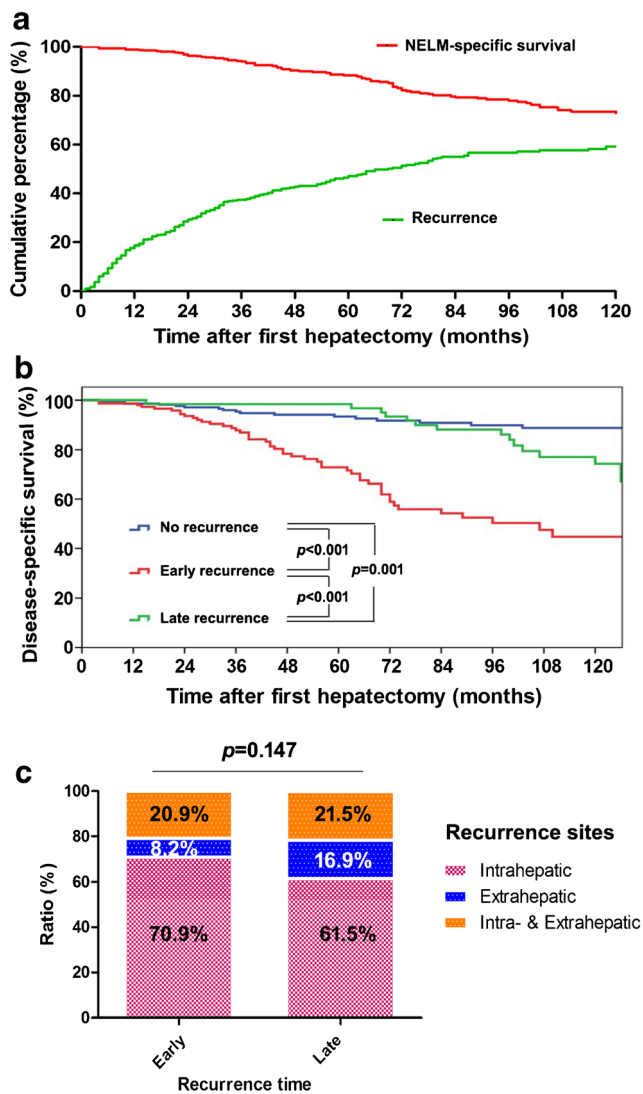 a
Cumulative percentage (%)
100
80
60
40
20
0
NELM-specific survival
Recurrence
0 12 24 36 48 60 72 84 96 108 120
Time after first hepatectomy (months)
b
Disease-specific survival (%)
100
80
60
40
20
0
No recurrence
p<0.001
Early recurrence
p=0.001
p<0.001
Late recurrence
0 12 24 36 48 60 72 84 96 108 120
Time after first hepatectomy (months)
c
p=0.147
Ratio (%)
100
80
60
40
20
0
20.9%
8.2%
70.9%
21.5%
16.9%
61.5%
Early Late
Recurrence time
Recurrence sites
Intrahepatic
Extrahepatic
Intra- & Extrahepatic